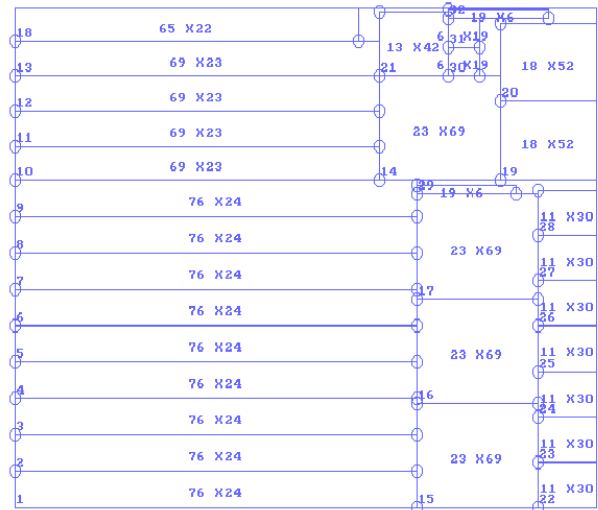 32
19 X6
18
65 X22
31
6 X19
13 X42
13
69 X23
21
30
6 X19
18 X52
12
69 X23
20
11
69 X23
23 X69
18 X52
10
69 X23
14
19
9
76 X24
29
19 X6
11 X30
8
76 X24
23 X69
28
11 X30
7
76 X24
17
27
11 X30
6
76 X24
26
5
76 X24
23 X69
11 X30
25
4
76 X24
16
11 X30
24
3
76 X24
11 X30
2
76 X24
23 X69
23
1
76 X24
15
11 X30
22